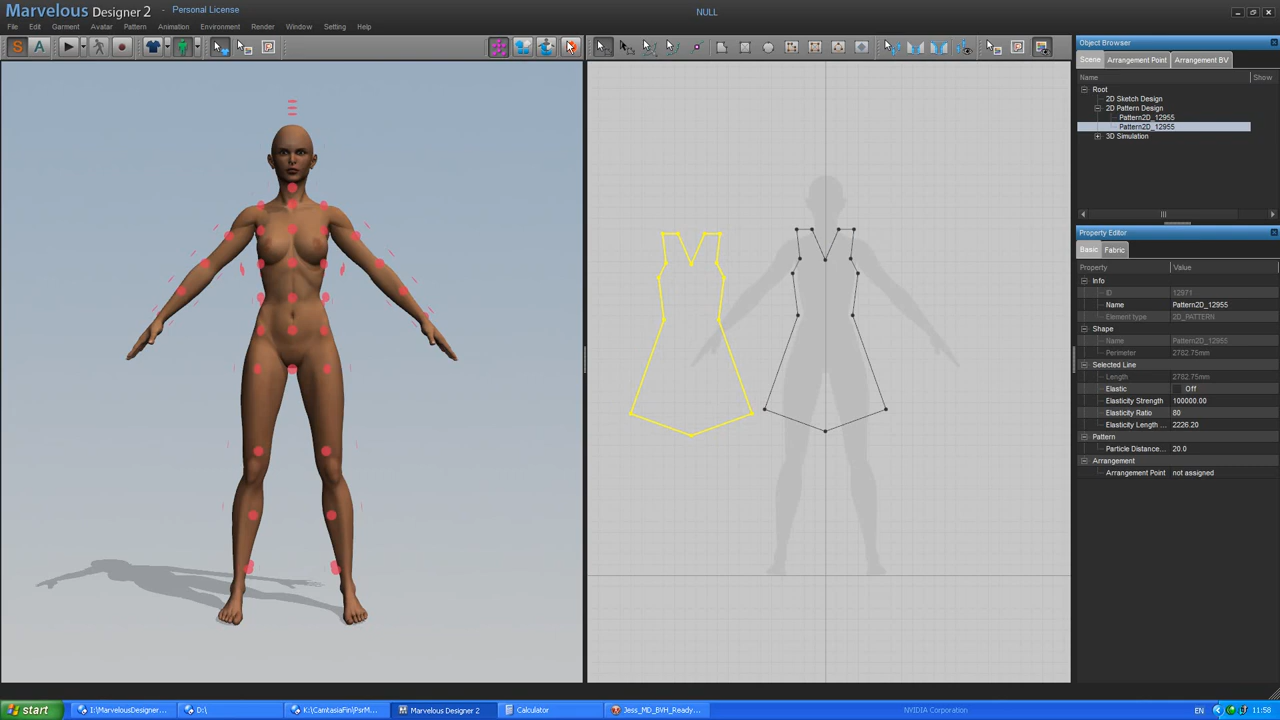 Marvelous Designer 2 - Personal License
NULL
File Edit Garment Avatar Pattern Animation Environment Render Window Setting Help
S A
Object Browser
Scene Arrangement Point Arrangement BV
Name Show
Root
2D Sketch Design
2D Pattern Design
Pattern2D_12955
Pattern2D_12955
3D Simulation
Property Editor
Basic Fabric
Property Value
Info
ID 12971
Name Pattern2D_12955
Element type 2D_PATTERN
Shape
Name Pattern2D_12955
Perimeter 2782.75mm
Selected Line
Length 2782.75mm
Elastic Off
Elasticity Strength 100000.00
Elasticity Ratio 80
Elasticity Length ... 2226.20
Pattern
Particle Distance... 20.0
Arrangement
Arrangement Point not assigned
start I:\MarvelousDesigner... D:\ K:\CamtasiaFin\PsrM... Marvelous Designer 2 Calculator Jess_MD_BVH_Ready... NVIDIA Corporation EN 11:58